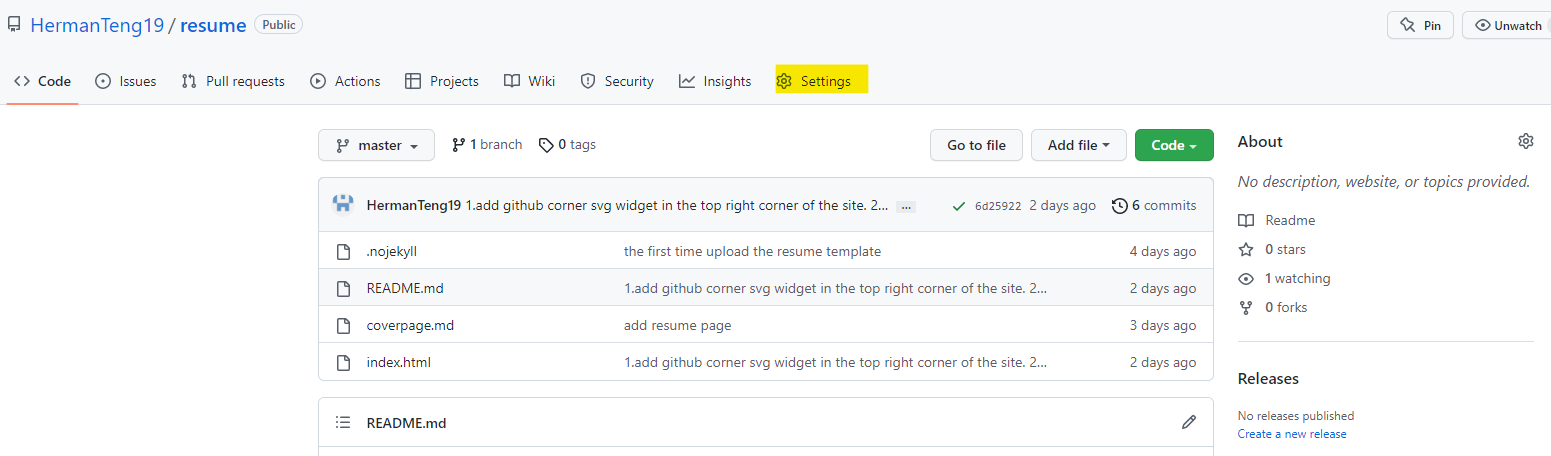 HermanTeng19 / resume Public Pin Unwatch
Code Issues Pull requests Actions Projects Wiki Security Insights Settings
master 1 branch 0 tags Go to file Add file Code
HermanTeng19 1.add github corner svg widget in the top right corner of the site. 2... ... 6d25922 2 days ago 6 commits
.nojekyll the first time upload the resume template 4 days ago
README.md 1.add github corner svg widget in the top right corner of the site. 2... 2 days ago
coverpage.md add resume page 3 days ago
index.html 1.add github corner svg widget in the top right corner of the site. 2... 2 days ago
README.md
About
No description, website, or topics provided.
Readme
0 stars
1 watching
0 forks
Releases
No releases published
Create a new release